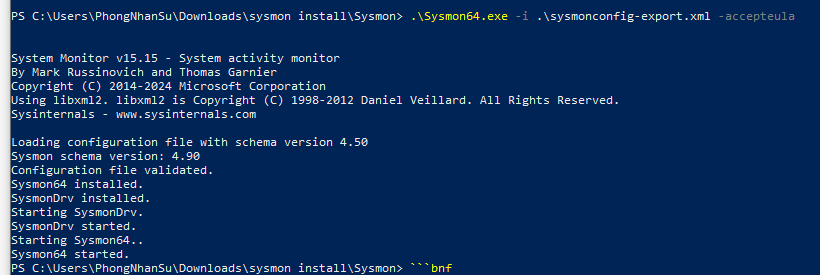 PS C:\Users\PhongNhanSu\Downloads\sysmon install\Sysmon> .\Sysmon64.exe -i .\sysmonconfig-export.xml -accepteula
System Monitor v15.15 - System activity monitor
By Mark Russinovich and Thomas Garnier
Copyright (C) 2014-2024 Microsoft Corporation
Using libxml2. libxml2 is Copyright (C) 1998-2012 Daniel Veillard. All Rights Reserved.
Sysinternals - www.sysinternals.com
Loading configuration file with schema version 4.50
Sysmon schema version: 4.90
Configuration file validated.
Sysmon64 installed.
SysmonDrv installed.
Starting SysmonDrv.
SysmonDrv started.
Starting Sysmon64..
Sysmon64 started.
PS C:\Users\PhongNhanSu\Downloads\sysmon install\Sysmon> ```bnf